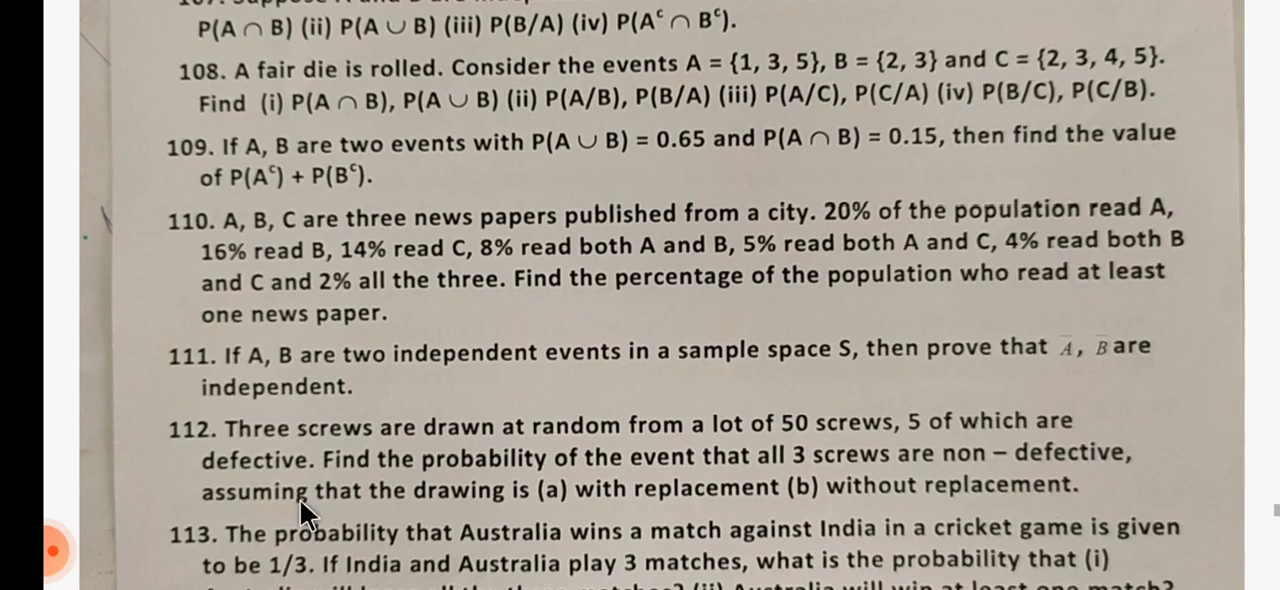 P(A ∩ B) (ii) P(A ∪ B) (iii) P(B/A) (iv) P(Aᶜ ∩ Bᶜ).
108. A fair die is rolled. Consider the events A = {1, 3, 5}, B = {2, 3} and C = {2, 3, 4, 5}.
Find (i) P(A ∩ B), P(A ∪ B) (ii) P(A/B), P(B/A) (iii) P(A/C), P(C/A) (iv) P(B/C), P(C/B).
109. If A, B are two events with P(A ∪ B) = 0.65 and P(A ∩ B) = 0.15, then find the value
of P(Aᶜ) + P(Bᶜ).
110. A, B, C are three news papers published from a city. 20% of the population read A,
16% read B, 14% read C, 8% read both A and B, 5% read both A and C, 4% read both B
and C and 2% all the three. Find the percentage of the population who read at least
one news paper.
111. If A, B are two independent events in a sample space S, then prove that A̅, B̅ are
independent.
112. Three screws are drawn at random from a lot of 50 screws, 5 of which are
defective. Find the probability of the event that all 3 screws are non – defective,
assuming that the drawing is (a) with replacement (b) without replacement.
113. The probability that Australia wins a match against India in a cricket game is given
to be 1/3. If India and Australia play 3 matches, what is the probability that (i)
(ii) Australia will win at least one match?